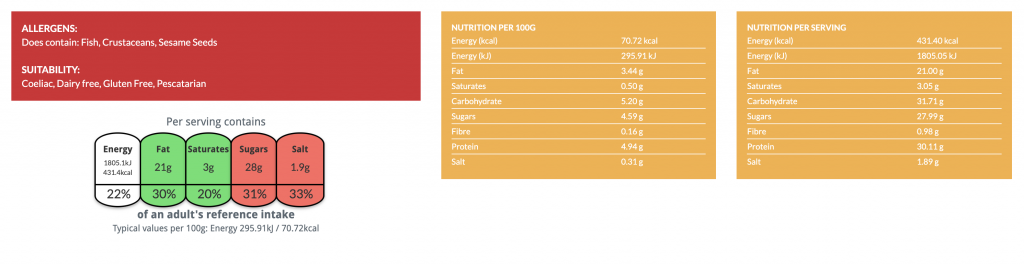 ALLERGENS:
Does contain: Fish, Crustaceans, Sesame Seeds
SUITABILITY:
Coeliac, Dairy free, Gluten Free, Pescatarian
Per serving contains
Energy Fat Saturates Sugars Salt
1805.1kJ
431.4kcal 21g 3g 28g 1.9g
22% 30% 20% 31% 33%
of an adult's reference intake
Typical values per 100g: Energy 295.91kJ / 70.72kcal
NUTRITION PER 100G
Energy (kcal) 70.72 kcal
Energy (kJ) 295.91 kJ
Fat 3.44 g
Saturates 0.50 g
Carbohydrate 5.20 g
Sugars 4.59 g
Fibre 0.16 g
Protein 4.94 g
Salt 0.31 g
NUTRITION PER SERVING
Energy (kcal) 431.40 kcal
Energy (kJ) 1805.05 kJ
Fat 21.00 g
Saturates 3.05 g
Carbohydrate 31.71 g
Sugars 27.99 g
Fibre 0.98 g
Protein 30.11 g
Salt 1.89 g